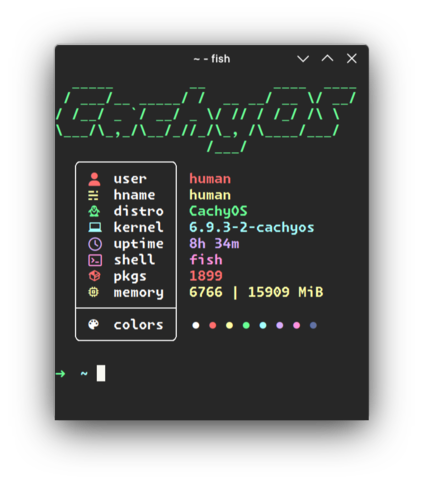 ~ - fish
CachyOS
user human
hname human
distro CachyOS
kernel 6.9.3-2-cachyos
uptime 8h 34m
shell fish
pkgs 1899
memory 6766 | 15909 MiB
colors
➜ ~